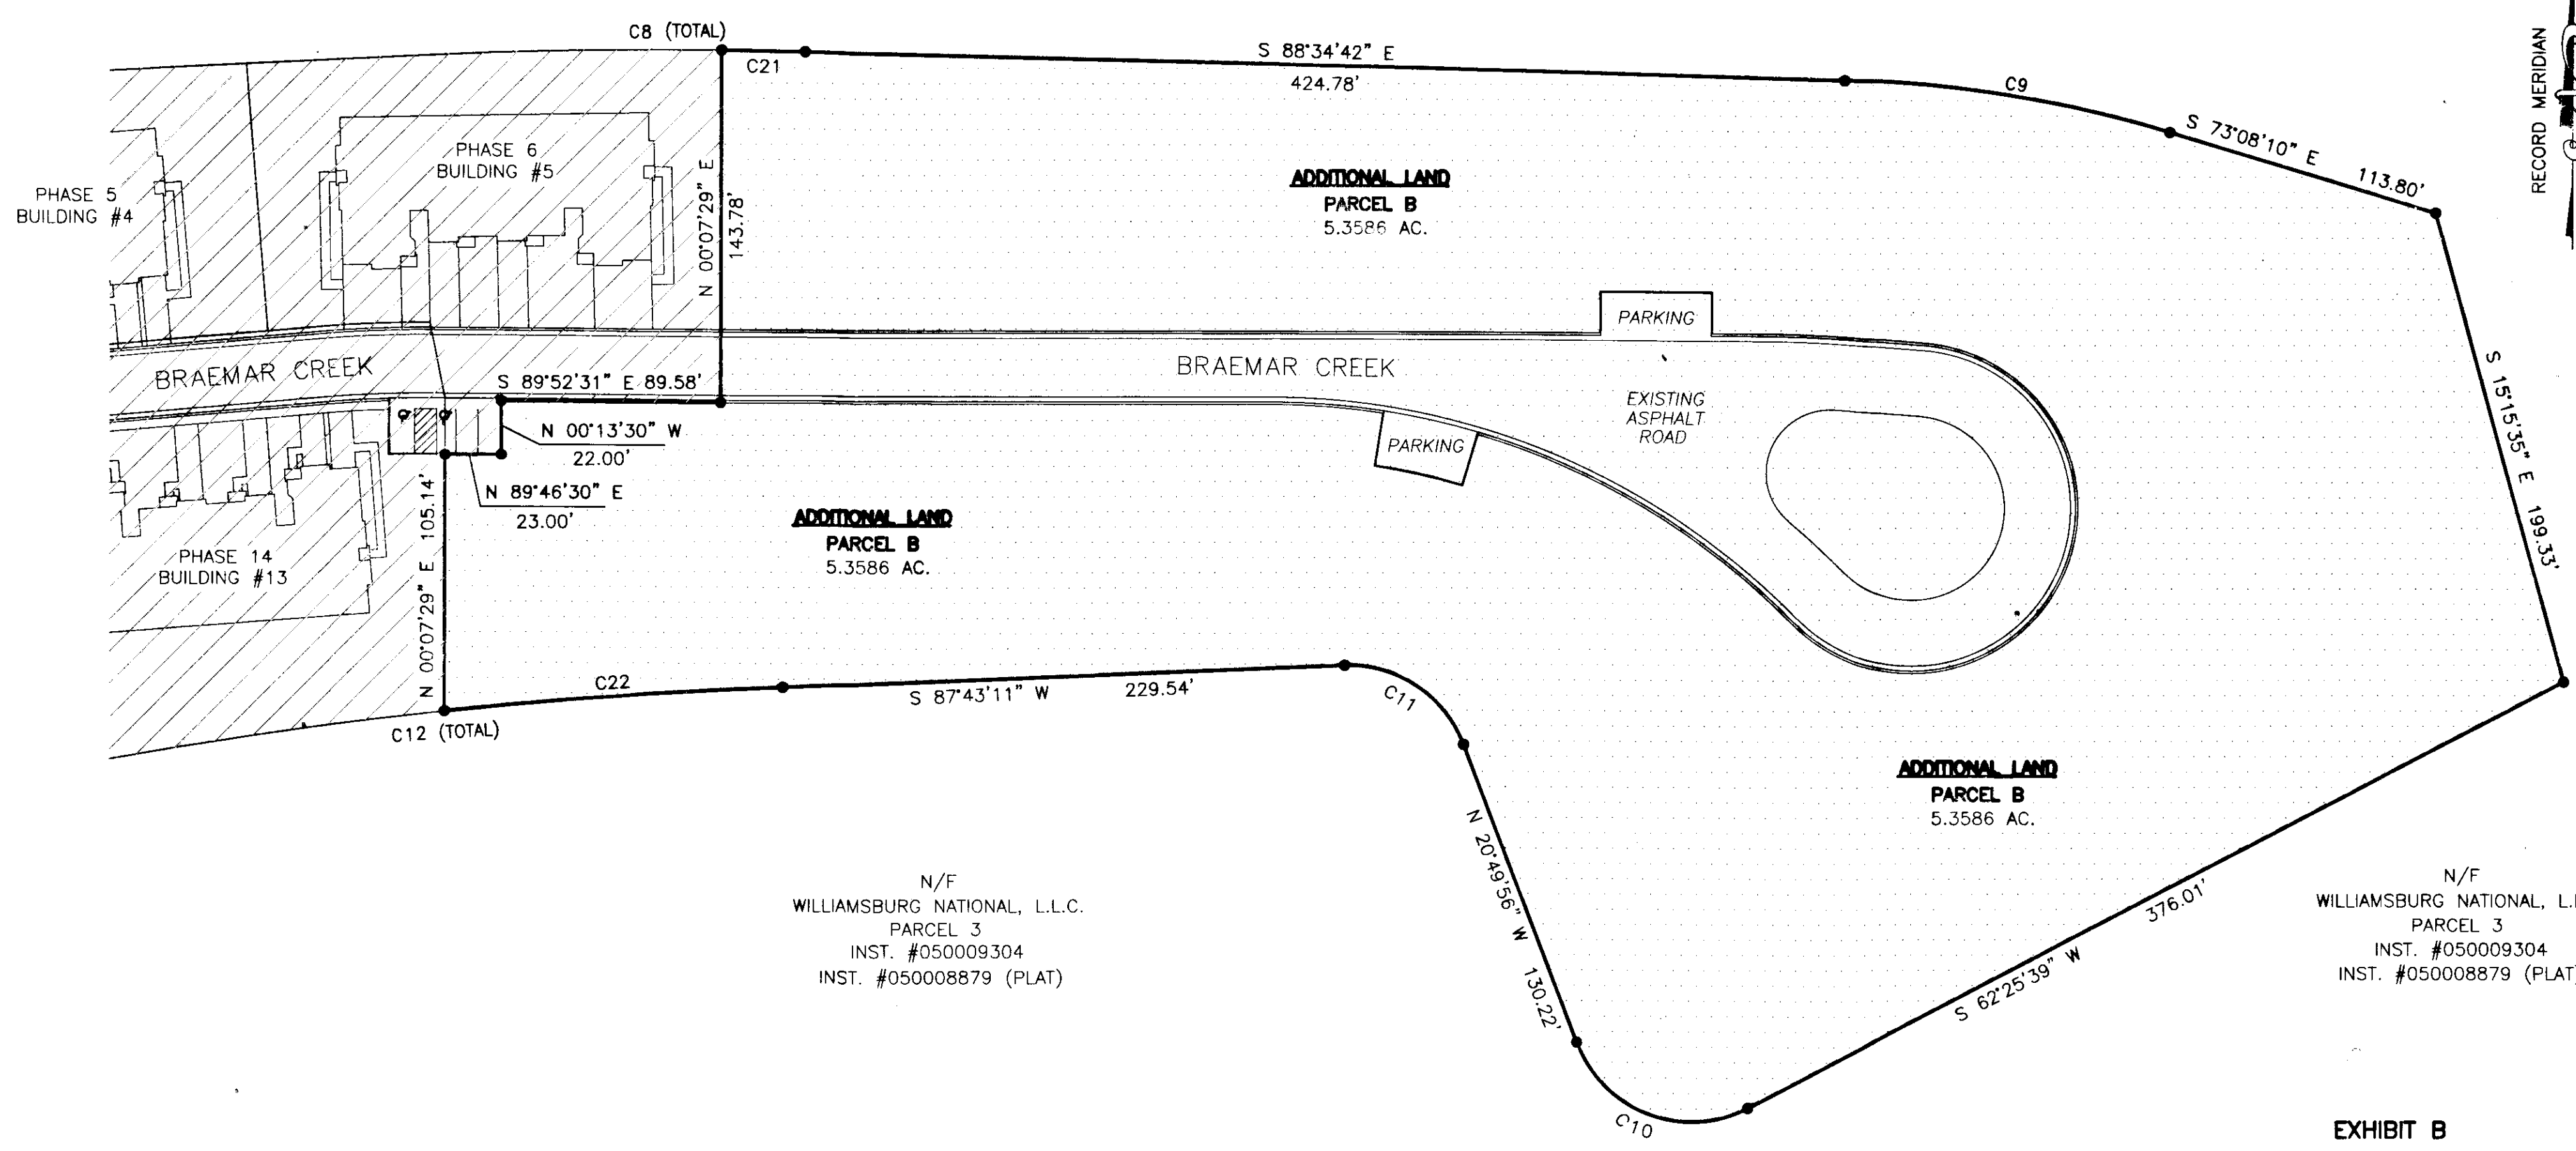 C8 (TOTAL)
C21
S 88°34'42" E
424.78'
C9
S 73°08'10" E 113.80'
RECORD MERIDIAN
PHASE 5
BUILDING #4
PHASE 6
BUILDING #5
N 00°07'29" E
143.78'
ADDITIONAL LAND
PARCEL B
5.3586 AC.
PARKING
BRAEMAR CREEK
BRAEMAR CREEK
S 89°52'31" E 89.58'
N 00°13'30" W
22.00'
N 89°46'30" E
23.00'
EXISTING
ASPHALT
ROAD
PARKING
S 15°15'35" E 199.33'
N 00°07'29" E 105.14'
PHASE 14
BUILDING #13
ADDITIONAL LAND
PARCEL B
5.3586 AC.
C22
S 87°43'11" W 229.54'
C11
C12 (TOTAL)
N 20°49'56" W 130.22'
ADDITIONAL LAND
PARCEL B
5.3586 AC.
S 62°25'39" W 376.01'
C10
N/F
WILLIAMSBURG NATIONAL, L.L.C.
PARCEL 3
INST. #050009304
INST. #050008879 (PLAT)
N/F
WILLIAMSBURG NATIONAL, L.
PARCEL 3
INST. #050009304
INST. #050008879 (PLAT)
EXHIBIT B